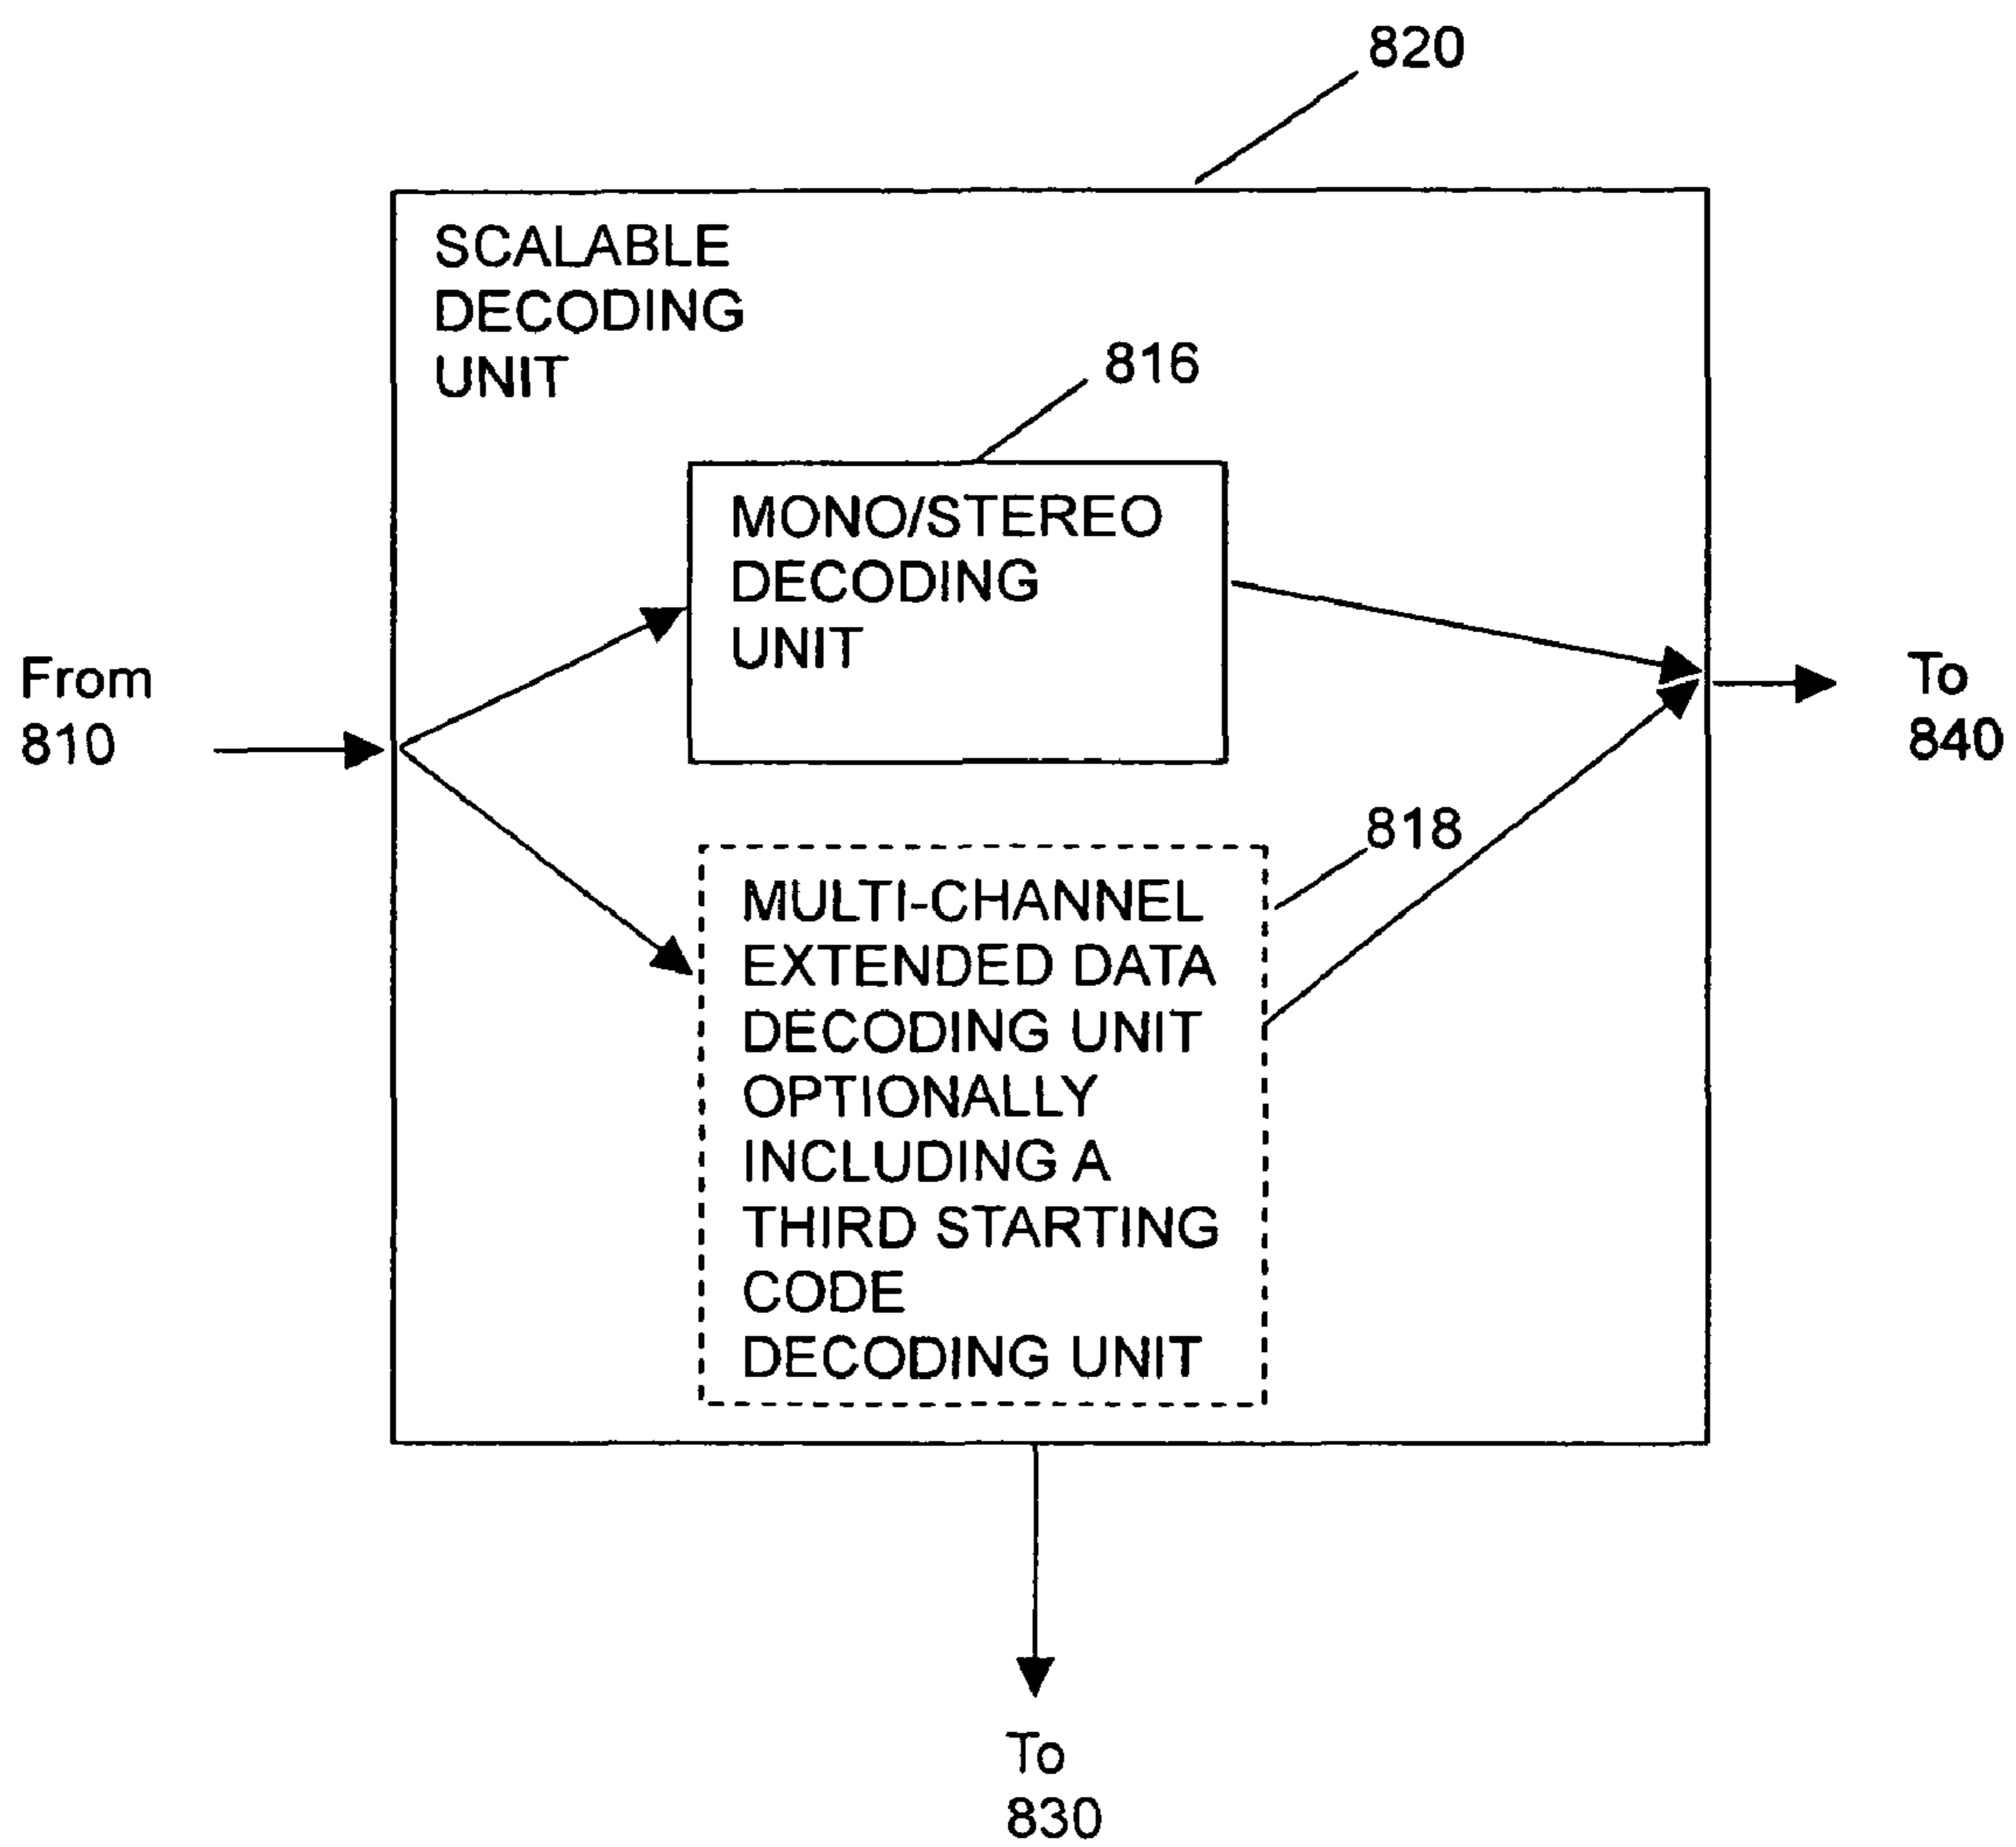 820
SCALABLE
DECODING
UNIT
816
MONO/STEREO
DECODING
UNIT
From
810
To
840
818
MULTI-CHANNEL
EXTENDED DATA
DECODING UNIT
OPTIONALLY
INCLUDING A
THIRD STARTING
CODE
DECODING UNIT
To
830